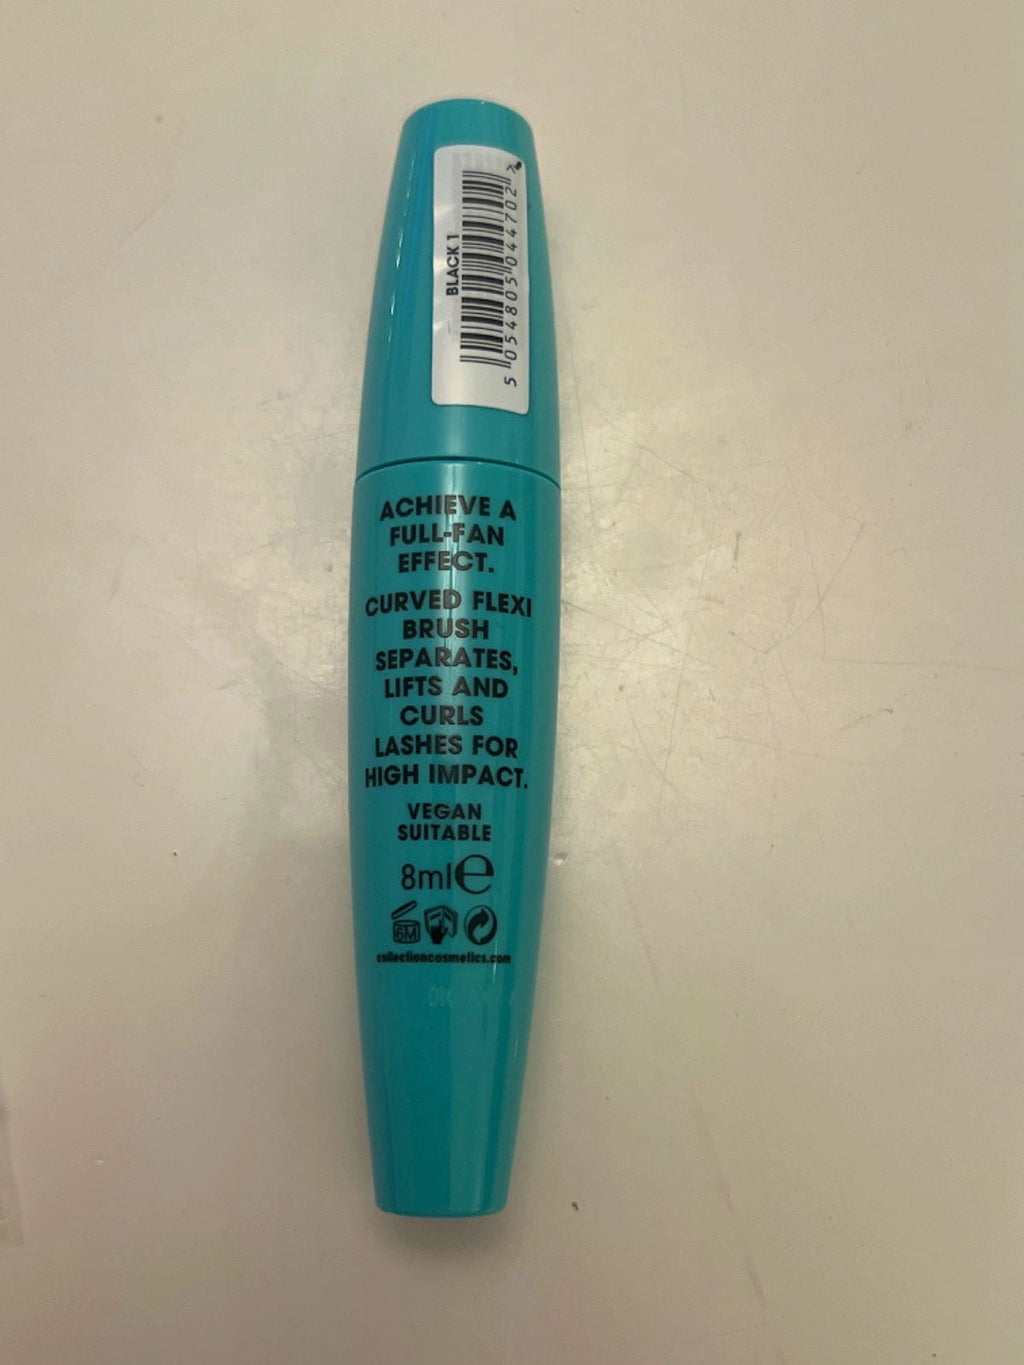 BLACK 1
5 054805 044702
ACHIEVE A
FULL-FAN
EFFECT.
CURVED FLEXI
BRUSH
SEPARATES,
LIFTS AND
CURLS
LASHES FOR
HIGH IMPACT.
VEGAN
SUITABLE
8ml℮
6M
collectioncosmetics.com